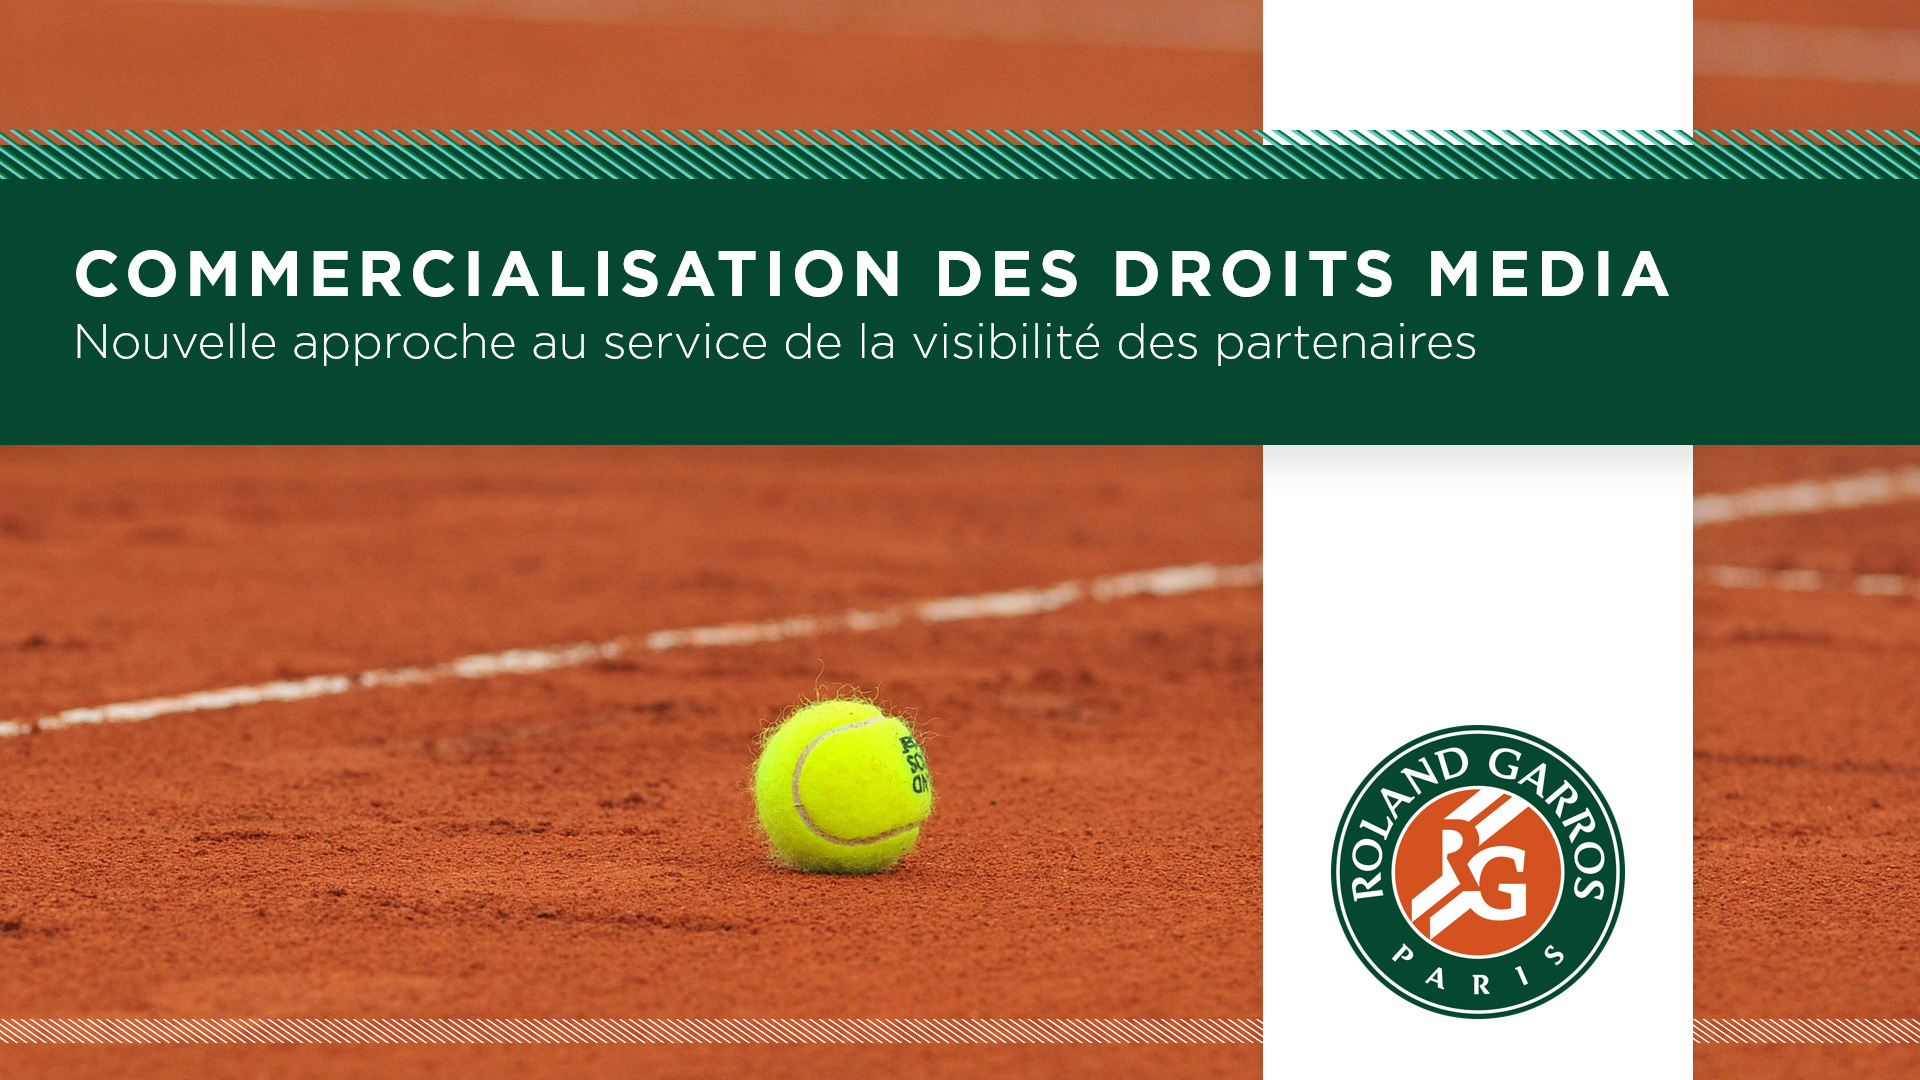 COMMERCIALISATION DES DROITS MEDIA
Nouvelle approche au service de la visibilité des partenaires
ROLAND GARROS
RG
PARIS